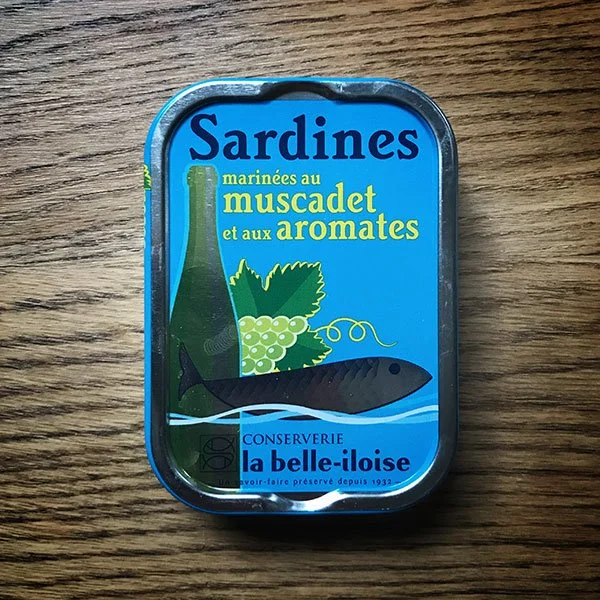 Sardines
marinées au
muscadet
et aux aromates
CONSERVERIE
la belle-iloise
Un savoir-faire préservé depuis 1932